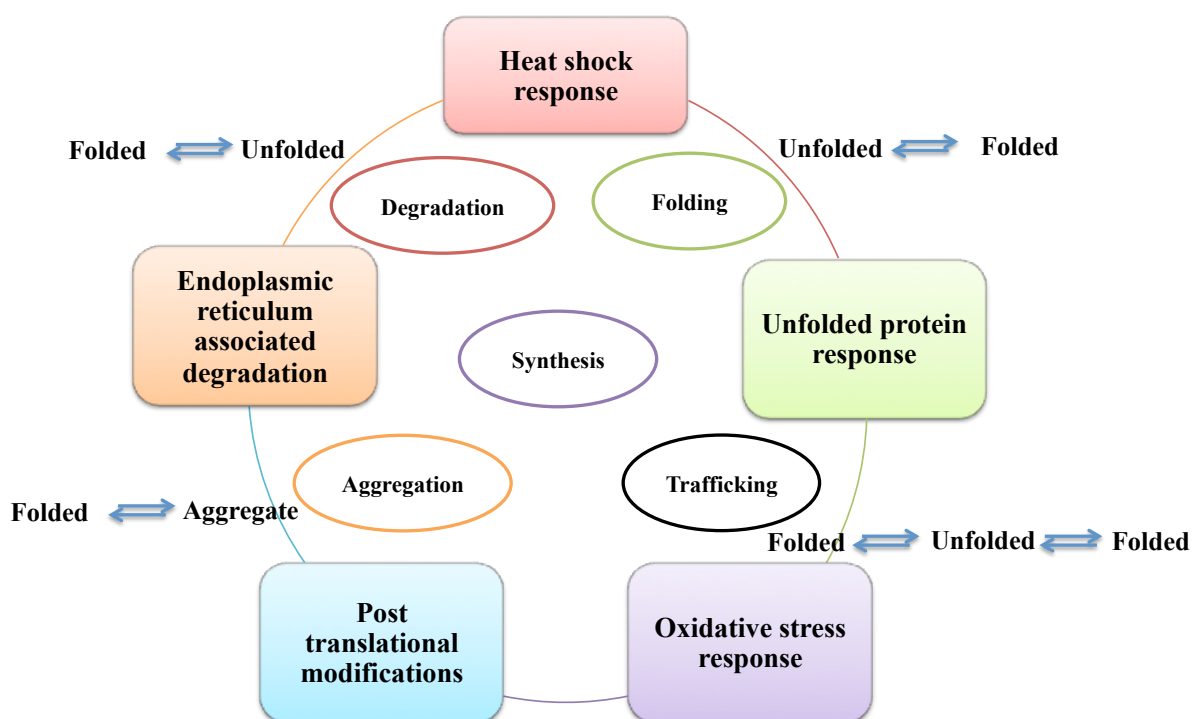 Heat shock
response
Folded
Unfolded
Unfolded
Folded
Degradation
Folding
Endoplasmic
reticulum
associated
degradation
Unfolded protein
response
Synthesis
Aggregation
Trafficking
Folded
Aggregate
Folded
Unfolded
Folded
Post
translational
modifications
Oxidative stress
response